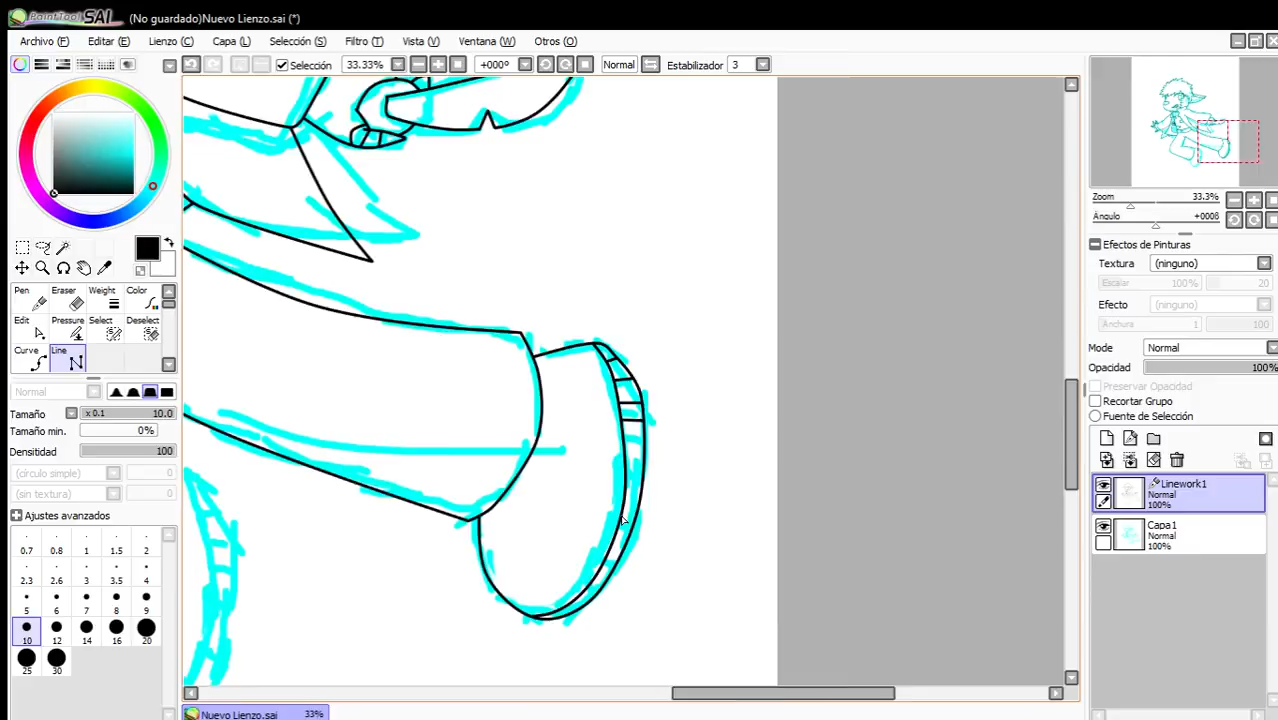 PaintTool SAI (No guardado)Nuevo Lienzo.sai (*)
Archivo (F) Editar (E) Lienzo (C) Capa (L) Selección (S) Filtro (T) Vista (V) Ventana (W) Otros (O)
Selección 33.33% +000º Normal Estabilizador 3
Zoom 33.3%
Ángulo +000ß
Efectos de Pinturas
Textura (ninguno)
Escalar 100% 20
Efecto (ninguno)
Anchura 1 100
Mode Normal
Opacidad 100%
Preservar Opacidad
Recortar Grupo
Fuente de Selección
Linework1
Normal
100%
Capa1
Normal
100%
Pen Eraser Weight Color
Edit Pressure Select Deselect
Curve Line
Normal
Tamaño x 0.1 10.0
Tamaño min. 0%
Densitidad 100
(círculo simple) 0
(sin textura) 0
Ajustes avanzados
0.7 0.8 1 1.5 2
2.3 2.6 3 3.5 4
5 6 7 8 9
10 12 14 16 20
25 30
Nuevo Lienzo.sai 33%